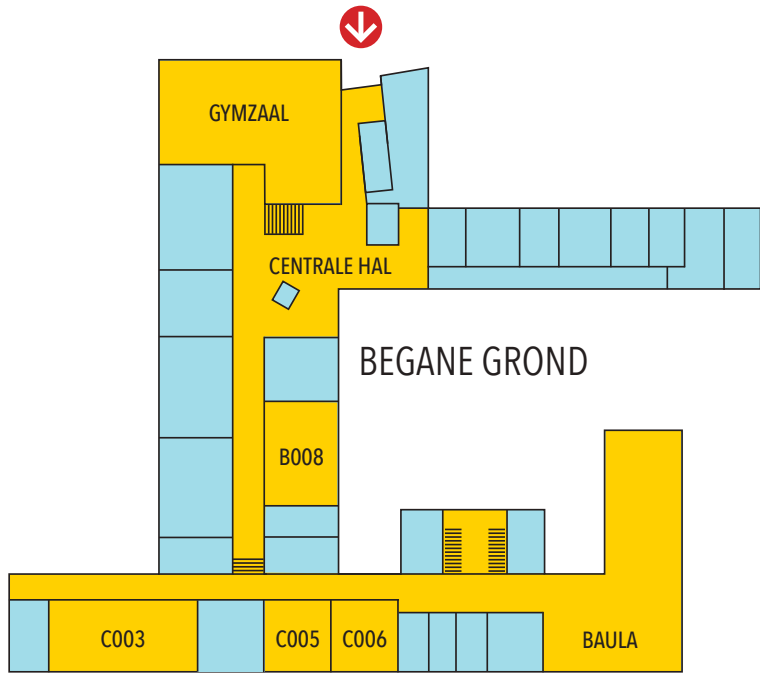 GYMZAAL
CENTRALE HAL
BEGANE GROND
B008
C003
C005
C006
BAULA